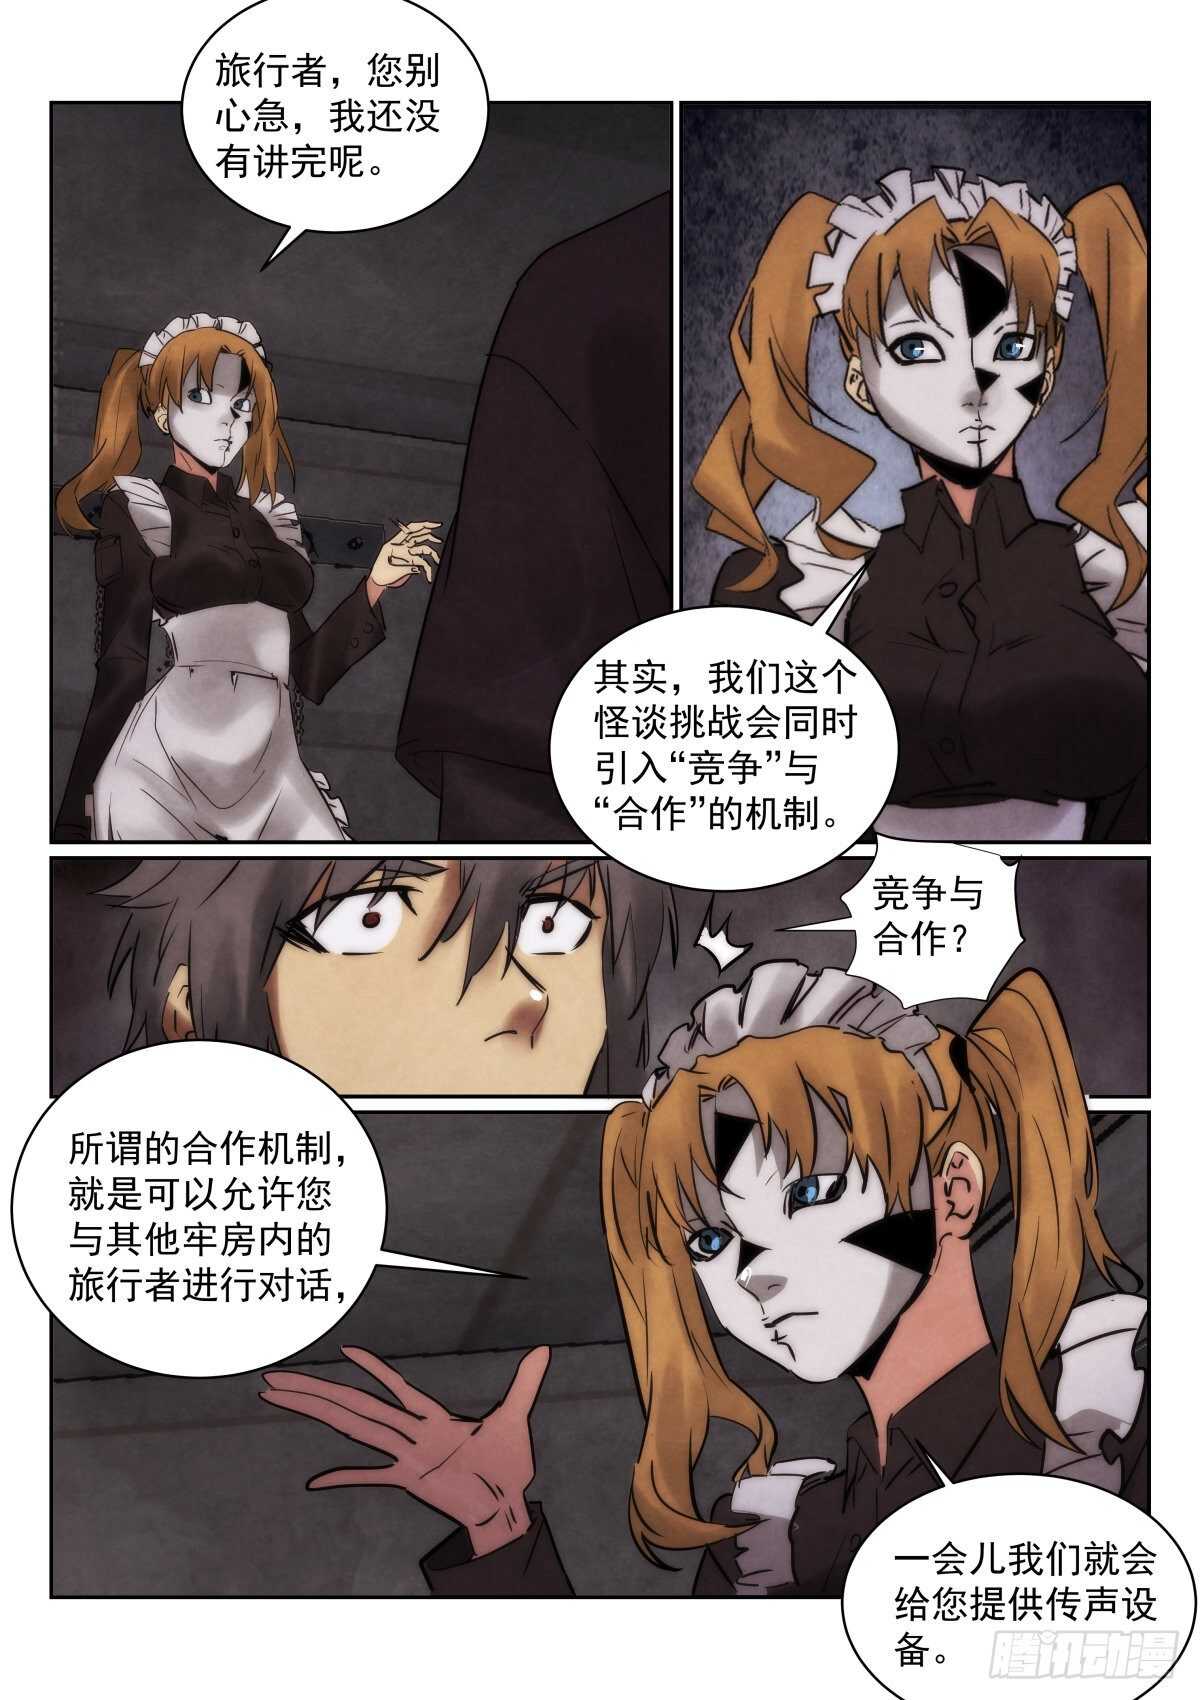 旅行者，您别
心急，我还没
有讲完呢。
其实，我们这个
怪谈挑战会同时
引入“竞争”与
“合作”的机制。
竞争与
合作？
所谓的合作机制，
就是可以允许您
与其他牢房内的
旅行者进行对话，
一会儿我们就会
给您提供传声设
备。
腾讯动漫